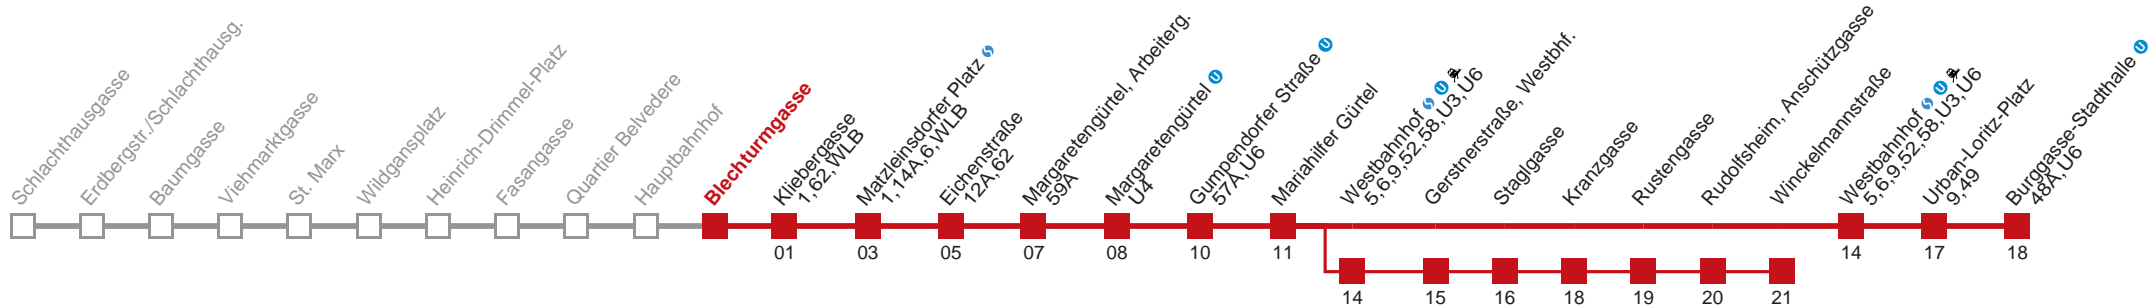 Schlachthausgasse
Erdbergstr./Schlachthausg.
Baumgasse
Viehmarktgasse
St. Marx
Wildgansplatz
Heinrich-Drimmel-Platz
Fasangasse
Quartier Belvedere
Hauptbahnhof
Blechturmgasse
Kliebergasse
1,62,WLB
Matzleinsdorfer Platz
1,14A,6,WLB
Eichenstraße
12A,62
Margaretengürtel, Arbeiterg.
59A
Margaretengürtel U
U4
Gumpendorfer Straße U
57A,U6
Mariahilfer Gürtel
Westbahnhof U
5,6,9,52,58,U3,U6
Gerstnerstraße, Westbhf.
Staglgasse
Kranzgasse
Rustengasse
Rudolfsheim, Anschützgasse
Winckelmannstraße
Westbahnhof U
5,6,9,52,58,U3,U6
Urban-Loritz-Platz
9,49
Burggasse-Stadthalle U
48A,U6
01 03 05 07 08 10 11 14 17 18
14 15 16 18 19 20 21